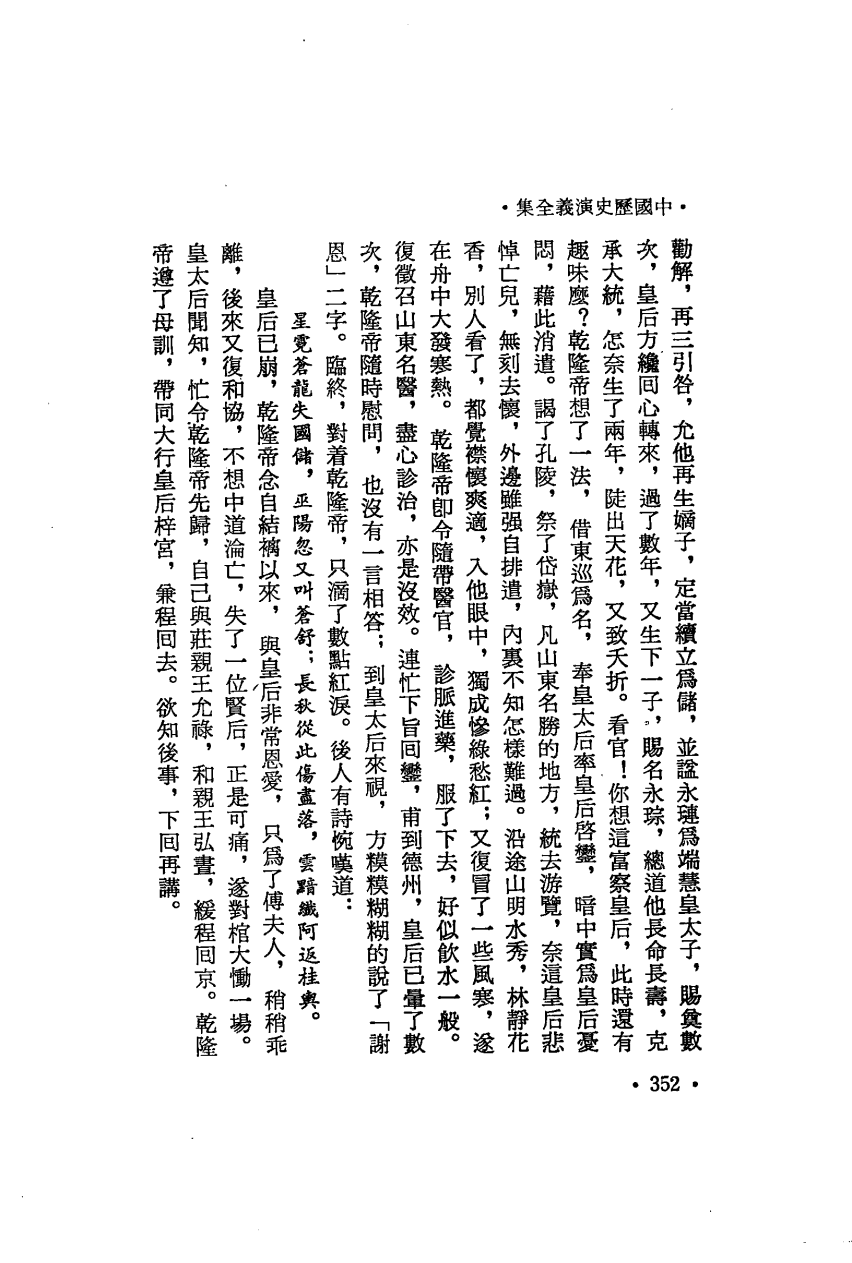 •中國歷史演義全集•
勸解，再三引咎，允他再生嫡子，定當續立爲儲，並諡永璉爲端慧皇太子，賜奠數
次，皇后方纔囘心轉來，過了數年，又生下一子。賜名永琮，總道他長命長壽，克
承大統，怎奈生了兩年，陡出天花，又致夭折。看官！你想這富察皇后，此時還有
趣味麼？乾隆帝想了一法，借東巡爲名，奉皇太后率皇后啓鑾，暗中實爲皇后憂
悶，藉此消遣。謁了孔陵，祭了岱嶽，凡山東名勝的地方，統去游覽，奈這皇后悲
悼亡兒，無刻去懷，外邊雖强自排遣，內裏不知怎樣難過。沿途山明水秀，林靜花
香，別人看了，都覺襟懷爽適，入他眼中，獨成慘綠愁紅；又復冒了一些風寒，遂
在舟中大發寒熱。乾隆帝卽令隨帶醫官，診脈進藥，服了下去，好似飮水一般。
復徵召山東名醫，盡心診治，亦是沒效。連忙下旨囘鑾，甫到德州，皇后已暈了數
次，乾隆帝隨時慰問，也沒有一言相答；到皇太后來視，方糢糢糊糊的說了「謝
恩」二字。臨終，對着乾隆帝，只滴了數點紅淚。後人有詩惋嘆道：
星霓蒼龍失國儲，巫陽忽又叫蒼舒；長秋從此傷盡落，雲黯纖阿返桂輿。
皇后已崩，乾隆帝念自結褵以來，與皇后非常恩愛，只爲了傅夫人，稍稍乖
離，後來又復和協，不想中道淪亡，失了一位賢后，正是可痛，遂對棺大慟一場。
皇太后聞知，忙令乾隆帝先歸，自己與莊親王允祿，和親王弘晝，緩程囘京。乾隆
帝遵了母訓，帶同大行皇后梓宮，兼程囘去。欲知後事，下囘再講。
•352•